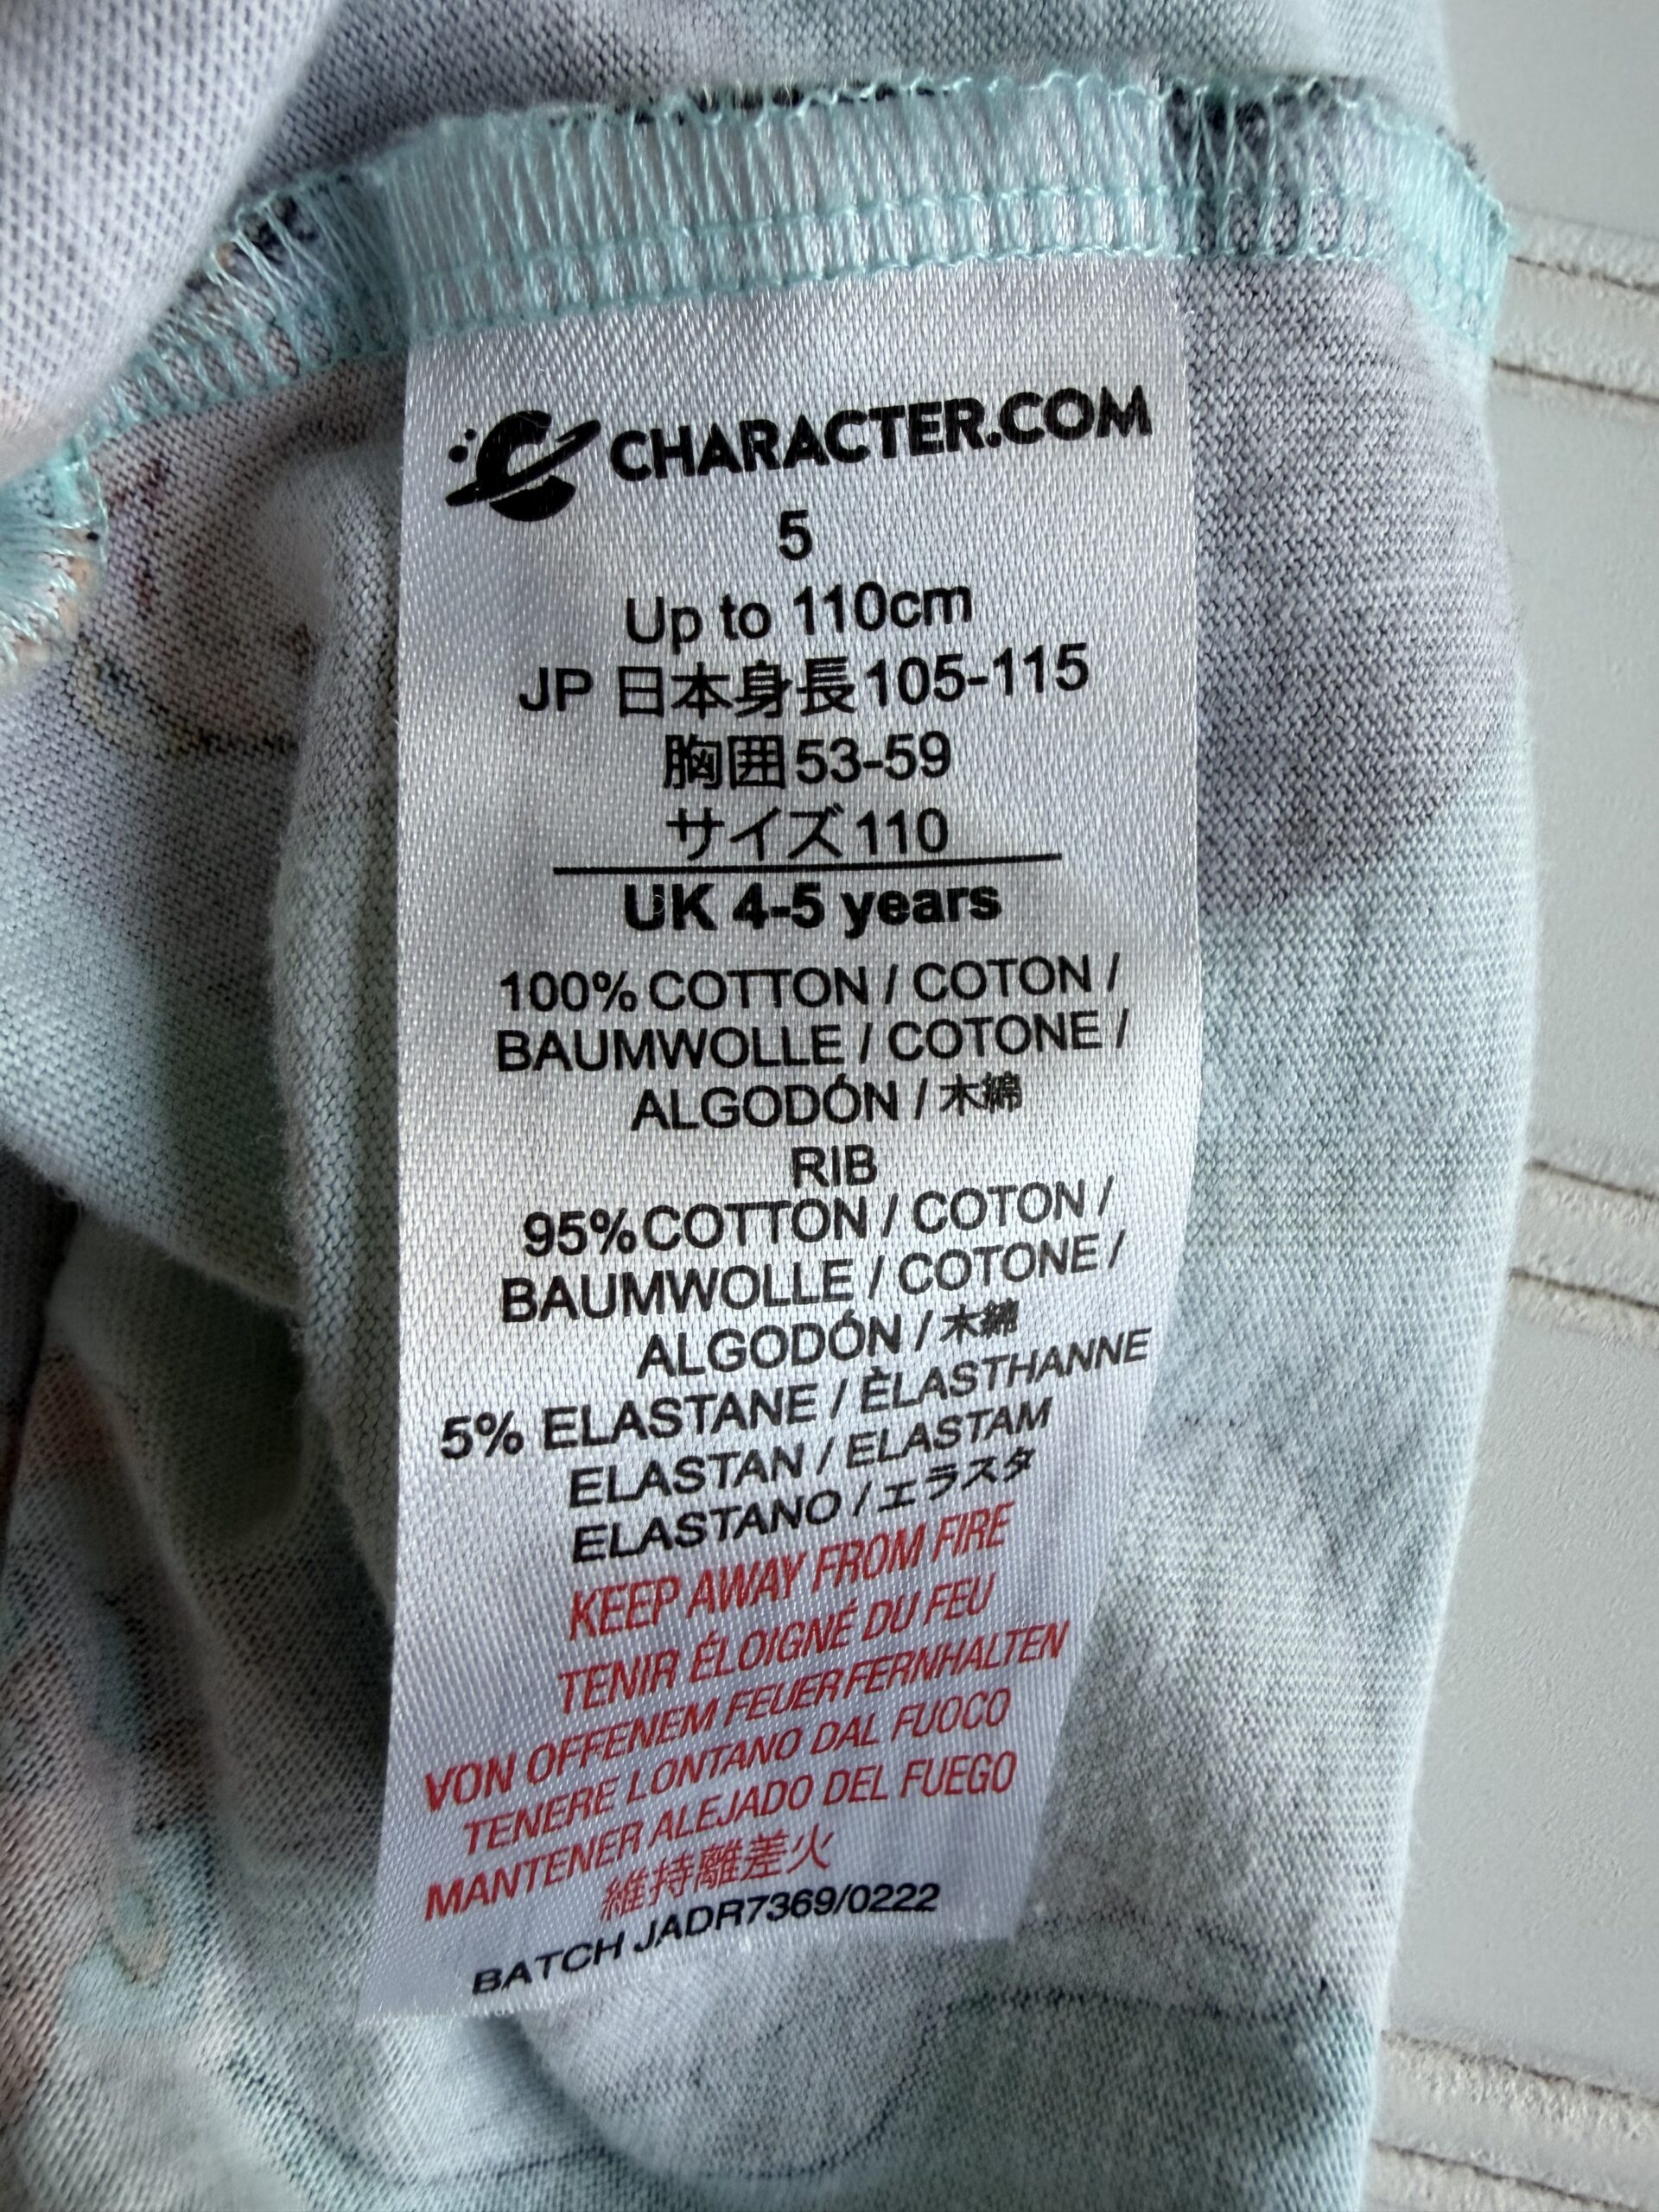 CHARACTER.COM
5
Up to 110cm
JP 日本身長105-115
胸囲53-59
サイズ110
UK 4-5 years
100% COTTON / COTON /
BAUMWOLLE / COTONE /
ALGODÓN / 木綿
RIB
95% COTTON / COTON /
BAUMWOLLE / COTONE /
ALGODÓN / 木綿
5% ELASTANE / ÈLASTHANNE
ELASTAN / ELASTAM
ELASTANO / エラスタ
KEEP AWAY FROM FIRE
TENIR ÉLOIGNÉ DU FEU
VON OFFENEM FEUER FERNHALTEN
TENERE LONTANO DAL FUOCO
MANTENER ALEJADO DEL FUEGO
維持離差火
BATCH JADR7369/0222